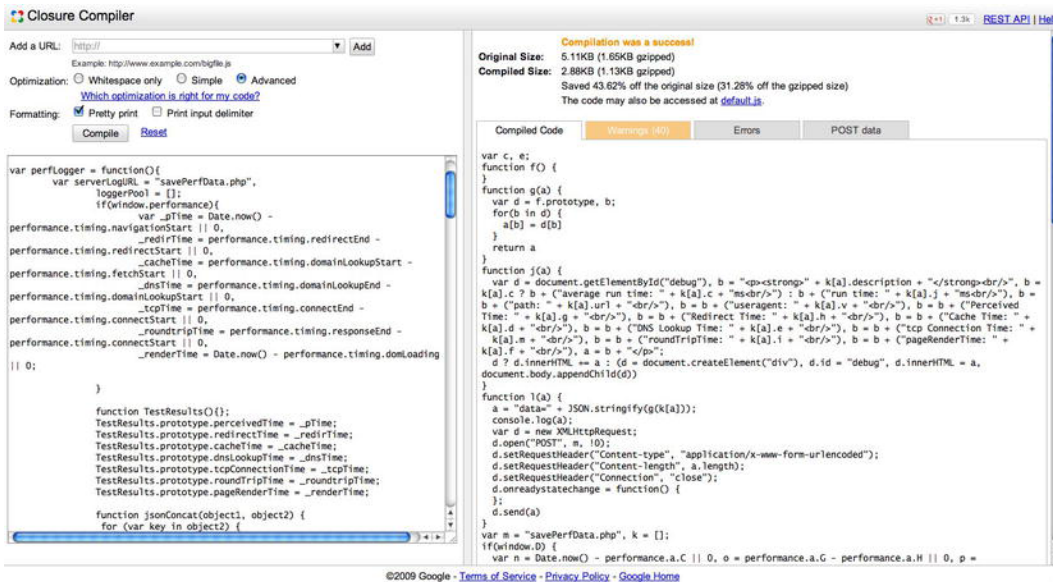 Closure Compiler
+1 1.3k REST API | Hel
Add a URL: http:// Add
Example: http://www.example.com/bigfile.js
Optimization: Whitespace only Simple Advanced
Which optimization is right for my code?
Formatting: Pretty print Print input delimiter
Compile Reset
var perfLogger = function(){
var serverLogURL = "savePerfData.php",
loggerPool = [];
if(window.performance){
var _pTime = Date.now() -
performance.timing.navigationStart || 0,
_redirTime = performance.timing.redirectEnd -
performance.timing.redirectStart || 0,
_cacheTime = performance.timing.domainLookupStart -
performance.timing.fetchStart || 0,
_dnsTime = performance.timing.domainLookupEnd -
performance.timing.domainLookupStart || 0,
_tcpTime = performance.timing.connectEnd -
performance.timing.connectStart || 0,
_roundtripTime = performance.timing.responseEnd -
performance.timing.connectStart || 0,
_renderTime = Date.now() - performance.timing.domLoading
|| 0;
}
function TestResults(){};
TestResults.prototype.perceivedTime = _pTime;
TestResults.prototype.redirectTime = _redirTime;
TestResults.prototype.cacheTime = _cacheTime;
TestResults.prototype.dnsLookupTime = _dnsTime;
TestResults.prototype.tcpConnectionTime = _tcpTime;
TestResults.prototype.roundTripTime = _roundtripTime;
TestResults.prototype.pageRenderTime = _renderTime;
function jsonConcat(object1, object2) {
for (var key in object2) {
Compilation was a success!
Original Size: 5.11KB (1.65KB gzipped)
Compiled Size: 2.88KB (1.13KB gzipped)
Saved 43.62% off the original size (31.28% off the gzipped size)
The code may also be accessed at default.js.
Compiled Code Warnings (40) Errors POST data
var c, e;
function f() {
}
function g(a) {
var d = f.prototype, b;
for(b in d) {
a[b] = d[b]
}
return a
}
function j(a) {
var d = document.getElementById("debug"), b = "<p><strong>" + k[a].description + "</strong><br/>", b =
k[a].c ? b + ("average run time: " + k[a].c + "ms<br/>") : b + ("run time: " + k[a].j + "ms<br/>"), b =
b + ("path: " + k[a].url + "<br/>"), b = b + ("useragent: " + k[a].v + "<br/>"), b = b + ("Perceived
Time: " + k[a].g + "<br/>"), b = b + ("Redirect Time: " + k[a].h + "<br/>"), b = b + ("Cache Time: " +
k[a].d + "<br/>"), b = b + ("DNS Lookup Time: " + k[a].e + "<br/>"), b = b + ("tcp Connection Time: " +
k[a].m + "<br/>"), b = b + ("roundTripTime: " + k[a].i + "<br/>"), b = b + ("pageRenderTime: " +
k[a].f + "<br/>"), a = b + "</p>";
d ? d.innerHTML += a : (d = document.createElement("div"), d.id = "debug", d.innerHTML = a,
document.body.appendChild(d))
}
function l(a) {
a = "data=" + JSON.stringify(g(k[a]));
console.log(a);
var d = new XMLHttpRequest;
d.open("POST", m, !0);
d.setRequestHeader("Content-type", "application/x-www-form-urlencoded");
d.setRequestHeader("Content-length", a.length);
d.setRequestHeader("Connection", "close");
d.onreadystatechange = function() {
};
d.send(a)
}
var m = "savePerfData.php", k = [];
if(window.D) {
var n = Date.now() - performance.a.C || 0, o = performance.a.G - performance.a.H || 0, p =
©2009 Google - Terms of Service - Privacy Policy - Google Home